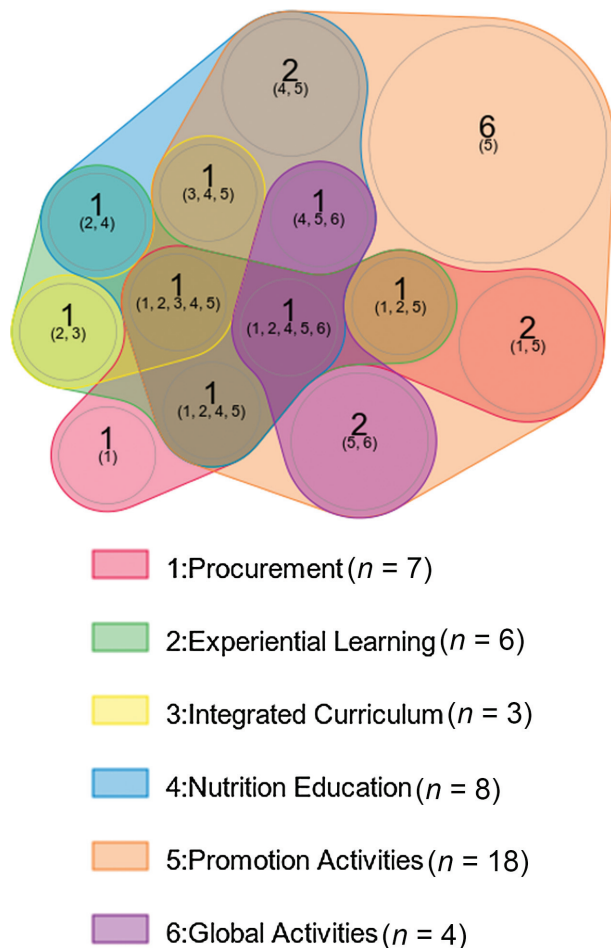 2
(4, 5)
6
(5)
1
(3, 4, 5)
1
(2, 4)
1
(4, 5, 6)
1
(1, 2, 3, 4, 5)
1
(1, 2, 5)
1
(2, 3)
1
(1, 2, 4, 5, 6)
2
(1, 5)
1
(1, 2, 4, 5)
2
(5, 6)
1
(1)
1:Procurement (n = 7)
2:Experiential Learning (n = 6)
3:Integrated Curriculum (n = 3)
4:Nutrition Education (n = 8)
5:Promotion Activities (n = 18)
6:Global Activities (n = 4)